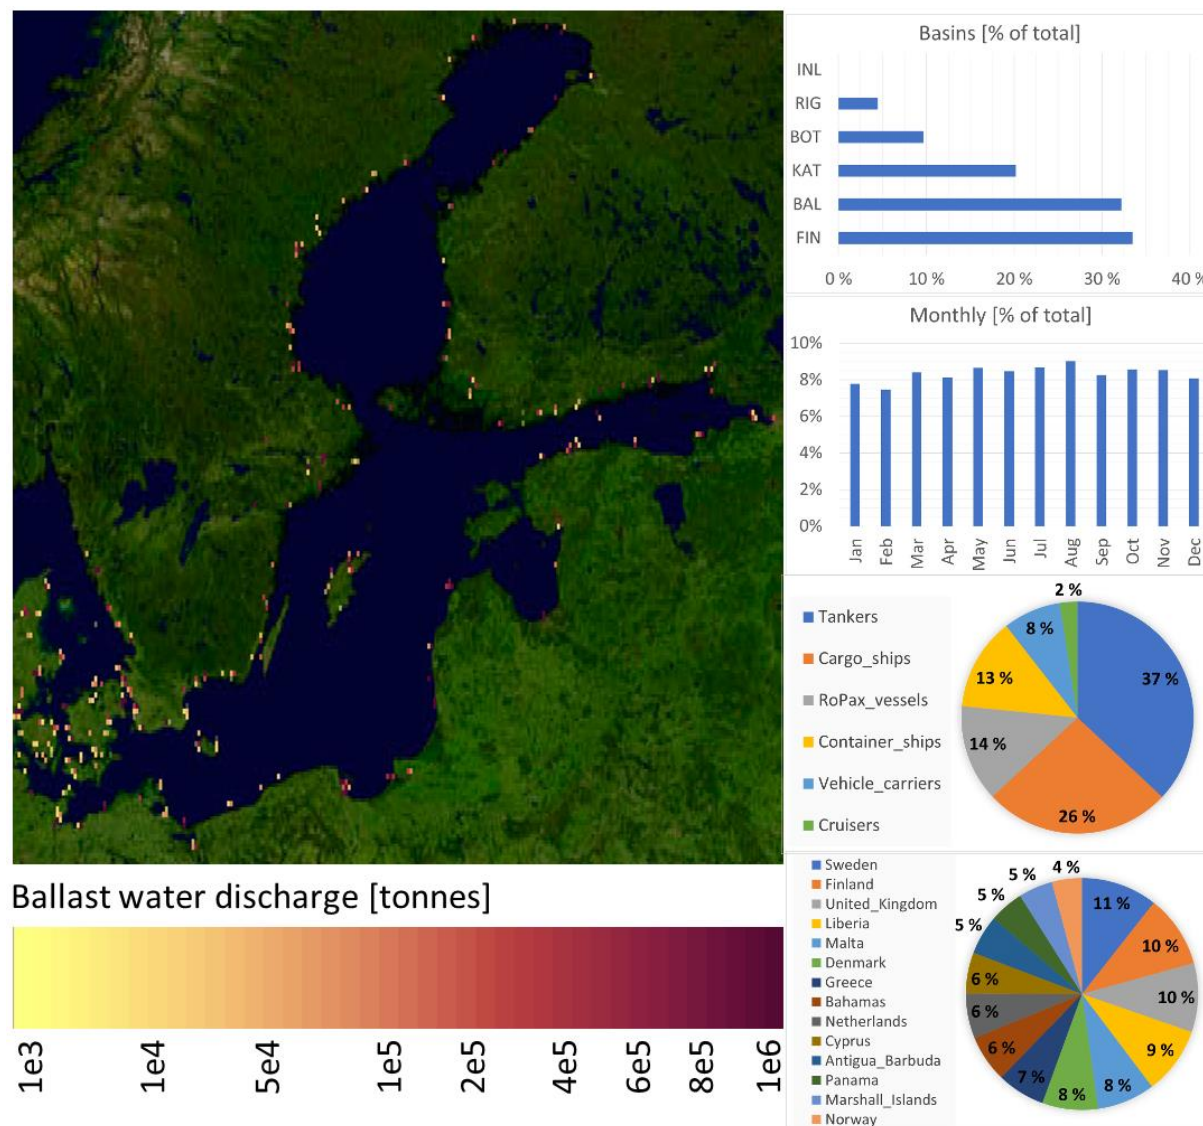 Basins [% of total]
INL
RIG
BOT
KAT
BAL
FIN
0 % 10 % 20 % 30 % 40 %
Monthly [% of total]
10%
8%
6%
4%
2%
0%
Jan Feb Mar Apr May Jun Jul Aug Sep Oct Nov Dec
Tankers
Cargo_ships
RoPax_vessels
Container_ships
Vehicle_carriers
Cruisers
2 %
8 %
13 %
37 %
14 %
26 %
Ballast water discharge [tonnes]
1e3 1e4 5e4 1e5 2e5 4e5 6e5 8e5 1e6
Sweden
Finland
United_Kingdom
Liberia
Malta
Denmark
Greece
Bahamas
Netherlands
Cyprus
Antigua_Barbuda
Panama
Marshall_Islands
Norway
4 %
5 %
5 %
5 %
11 %
10 %
10 %
6 %
6 %
6 %
9 %
7 %
8 %
8 %